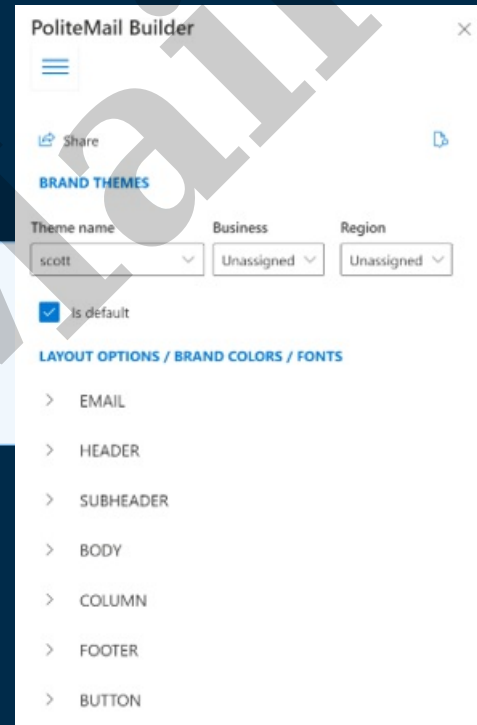 PoliteMail Builder
Share
BRAND THEMES
Theme name Business Region
scott Unassigned Unassigned
Is default
LAYOUT OPTIONS / BRAND COLORS / FONTS
EMAIL
HEADER
SUBHEADER
BODY
COLUMN
FOOTER
BUTTON
Mail